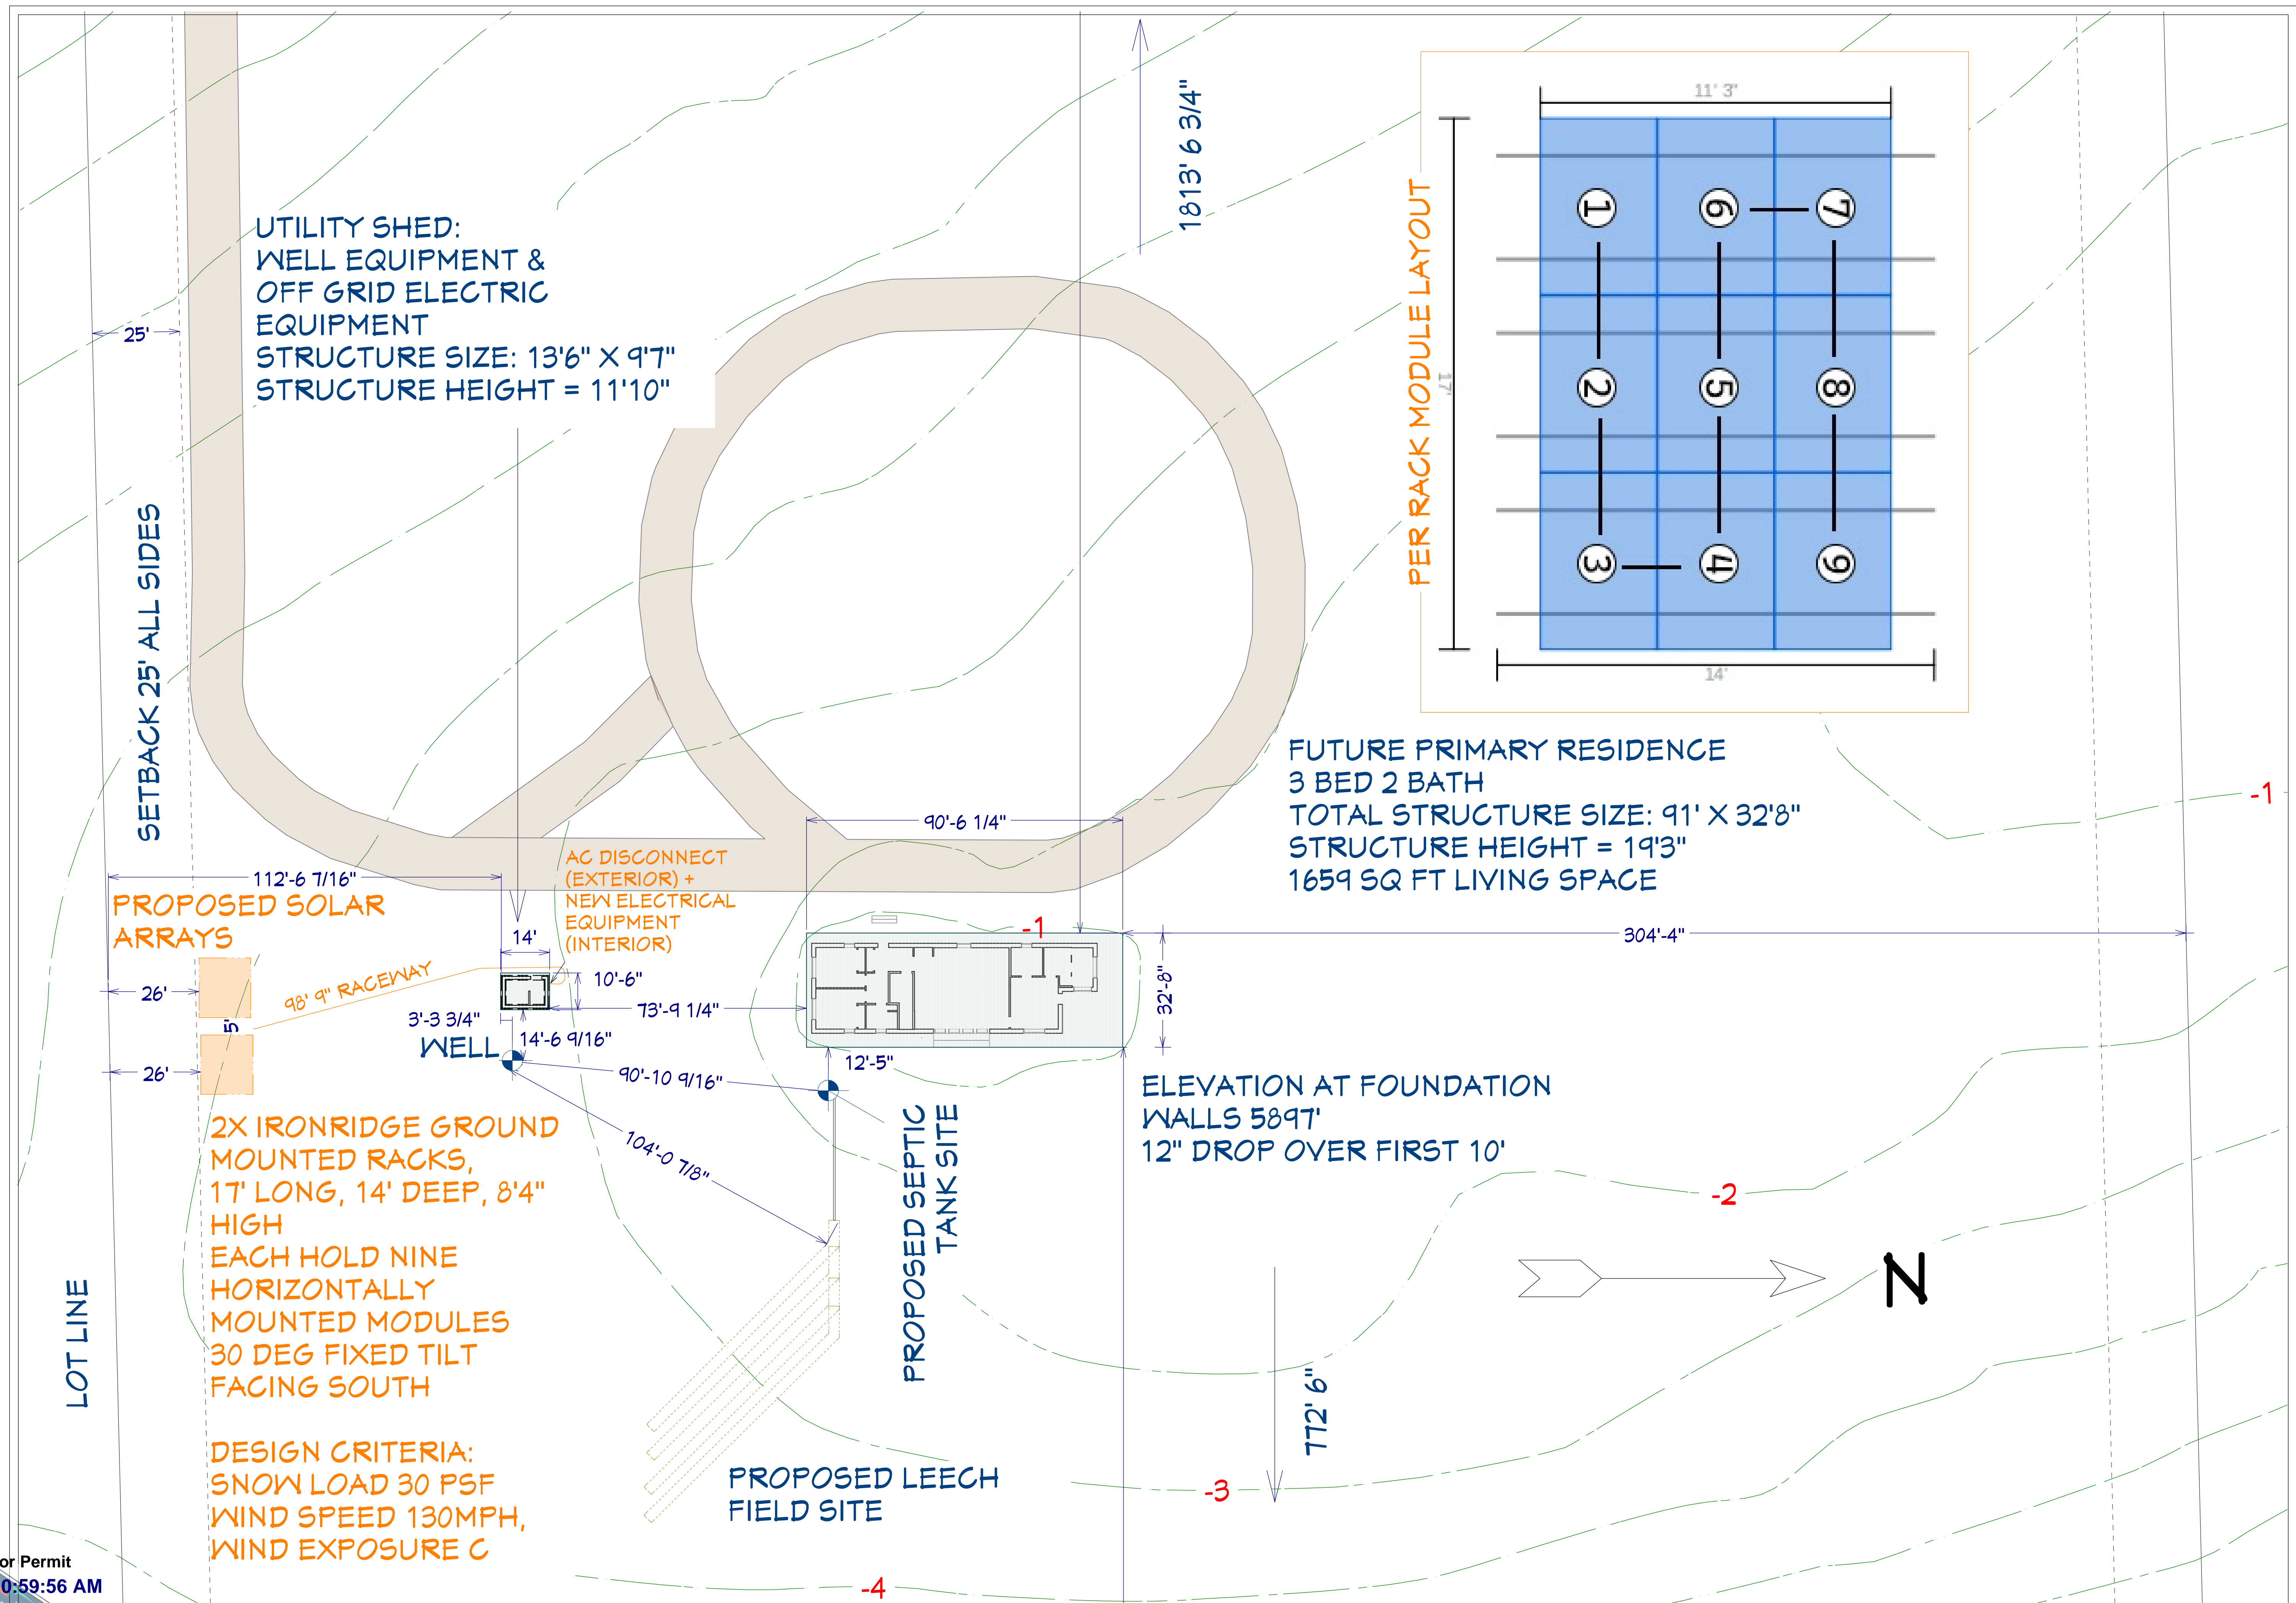 1813' 6 3/4"
11' 3"
PER RACK MODULE LAYOUT
17'
1
6
7
2
5
8
3
4
9
14'
UTILITY SHED:
WELL EQUIPMENT &
OFF GRID ELECTRIC
EQUIPMENT
STRUCTURE SIZE: 13'6" X 9'7"
STRUCTURE HEIGHT = 11'10"
25'
SETBACK 25' ALL SIDES
FUTURE PRIMARY RESIDENCE
3 BED 2 BATH
TOTAL STRUCTURE SIZE: 91' X 32'8"
STRUCTURE HEIGHT = 19'3"
1659 SQ FT LIVING SPACE
-1
90'-6 1/4"
AC DISCONNECT
(EXTERIOR) +
NEW ELECTRICAL
EQUIPMENT
(INTERIOR)
112'-6 7/16"
PROPOSED SOLAR
ARRAYS
14'
-1
304'-4"
98' 9" RACEWAY
10'-6"
26'
5'
26'
73'-9 1/4"
32'-8"
3'-3 3/4"
14'-6 9/16"
WELL
12'-5"
90'-10 9/16"
104'-0 7/8"
ELEVATION AT FOUNDATION
WALLS 5897'
12" DROP OVER FIRST 10'
PROPOSED SEPTIC
TANK SITE
2X IRONRIDGE GROUND
MOUNTED RACKS,
17' LONG, 14' DEEP, 8'4"
HIGH
EACH HOLD NINE
HORIZONTALLY
MOUNTED MODULES
30 DEG FIXED TILT
FACING SOUTH
-2
N
LOT LINE
772' 6"
DESIGN CRITERIA:
SNOW LOAD 30 PSF
WIND SPEED 130MPH,
WIND EXPOSURE C
PROPOSED LEECH
FIELD SITE
-3
-4
or Permit
0:59:56 AM